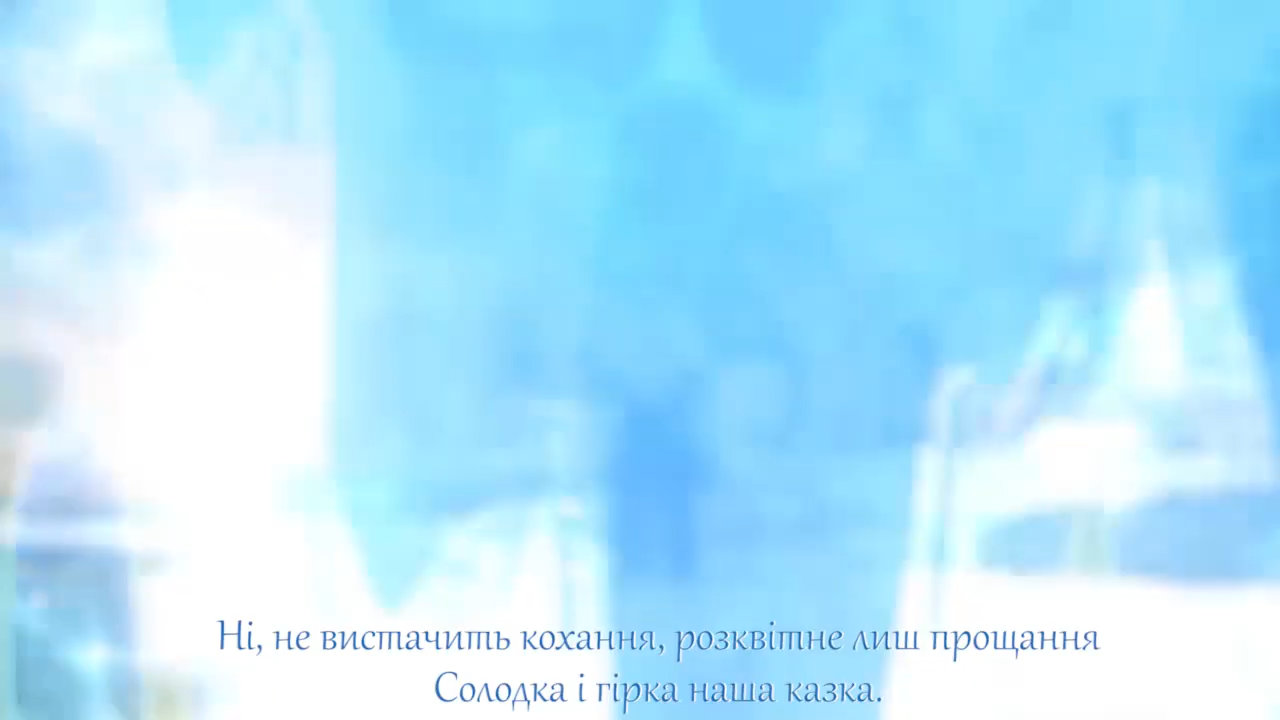 Ні, не вистачить кохання, розквітне лиш прощання
Солодка і гірка наша казка.